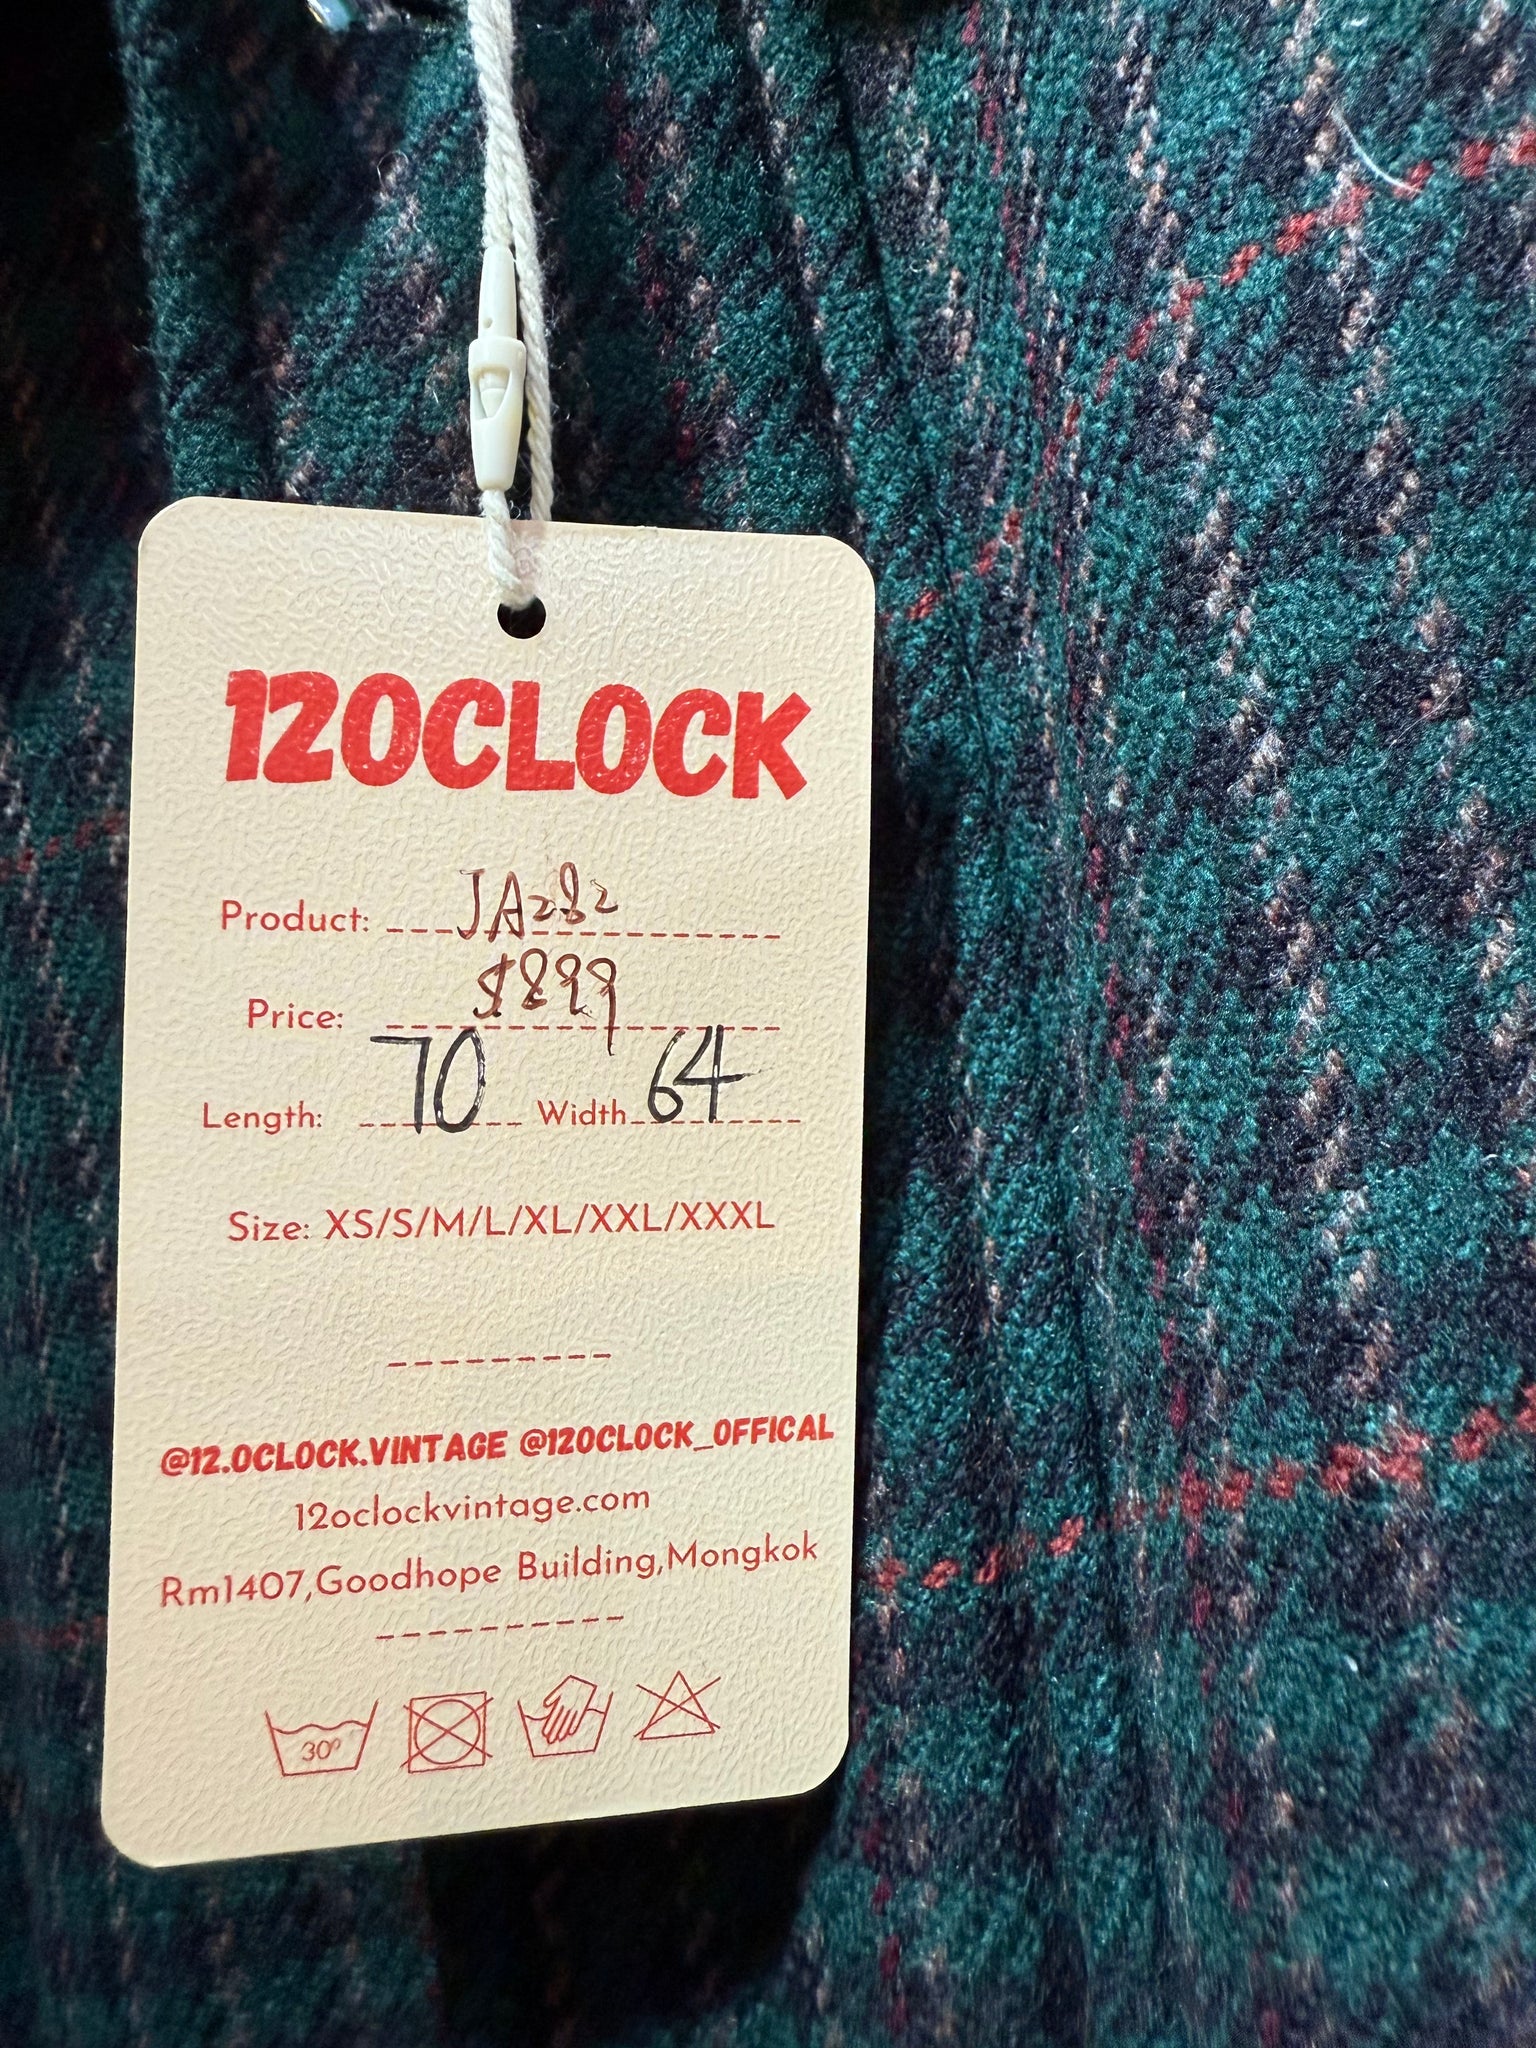 12OCLOCK
Product: JA282
Price: $899
Length: 70 Width 64
Size: XS/S/M/L/XL/XXL/XXXL
@12.OCLOCK.VINTAGE @12OCLOCK_OFFICAL
12oclockvintage.com
Rm1407,Goodhope Building,Mongkok
30°